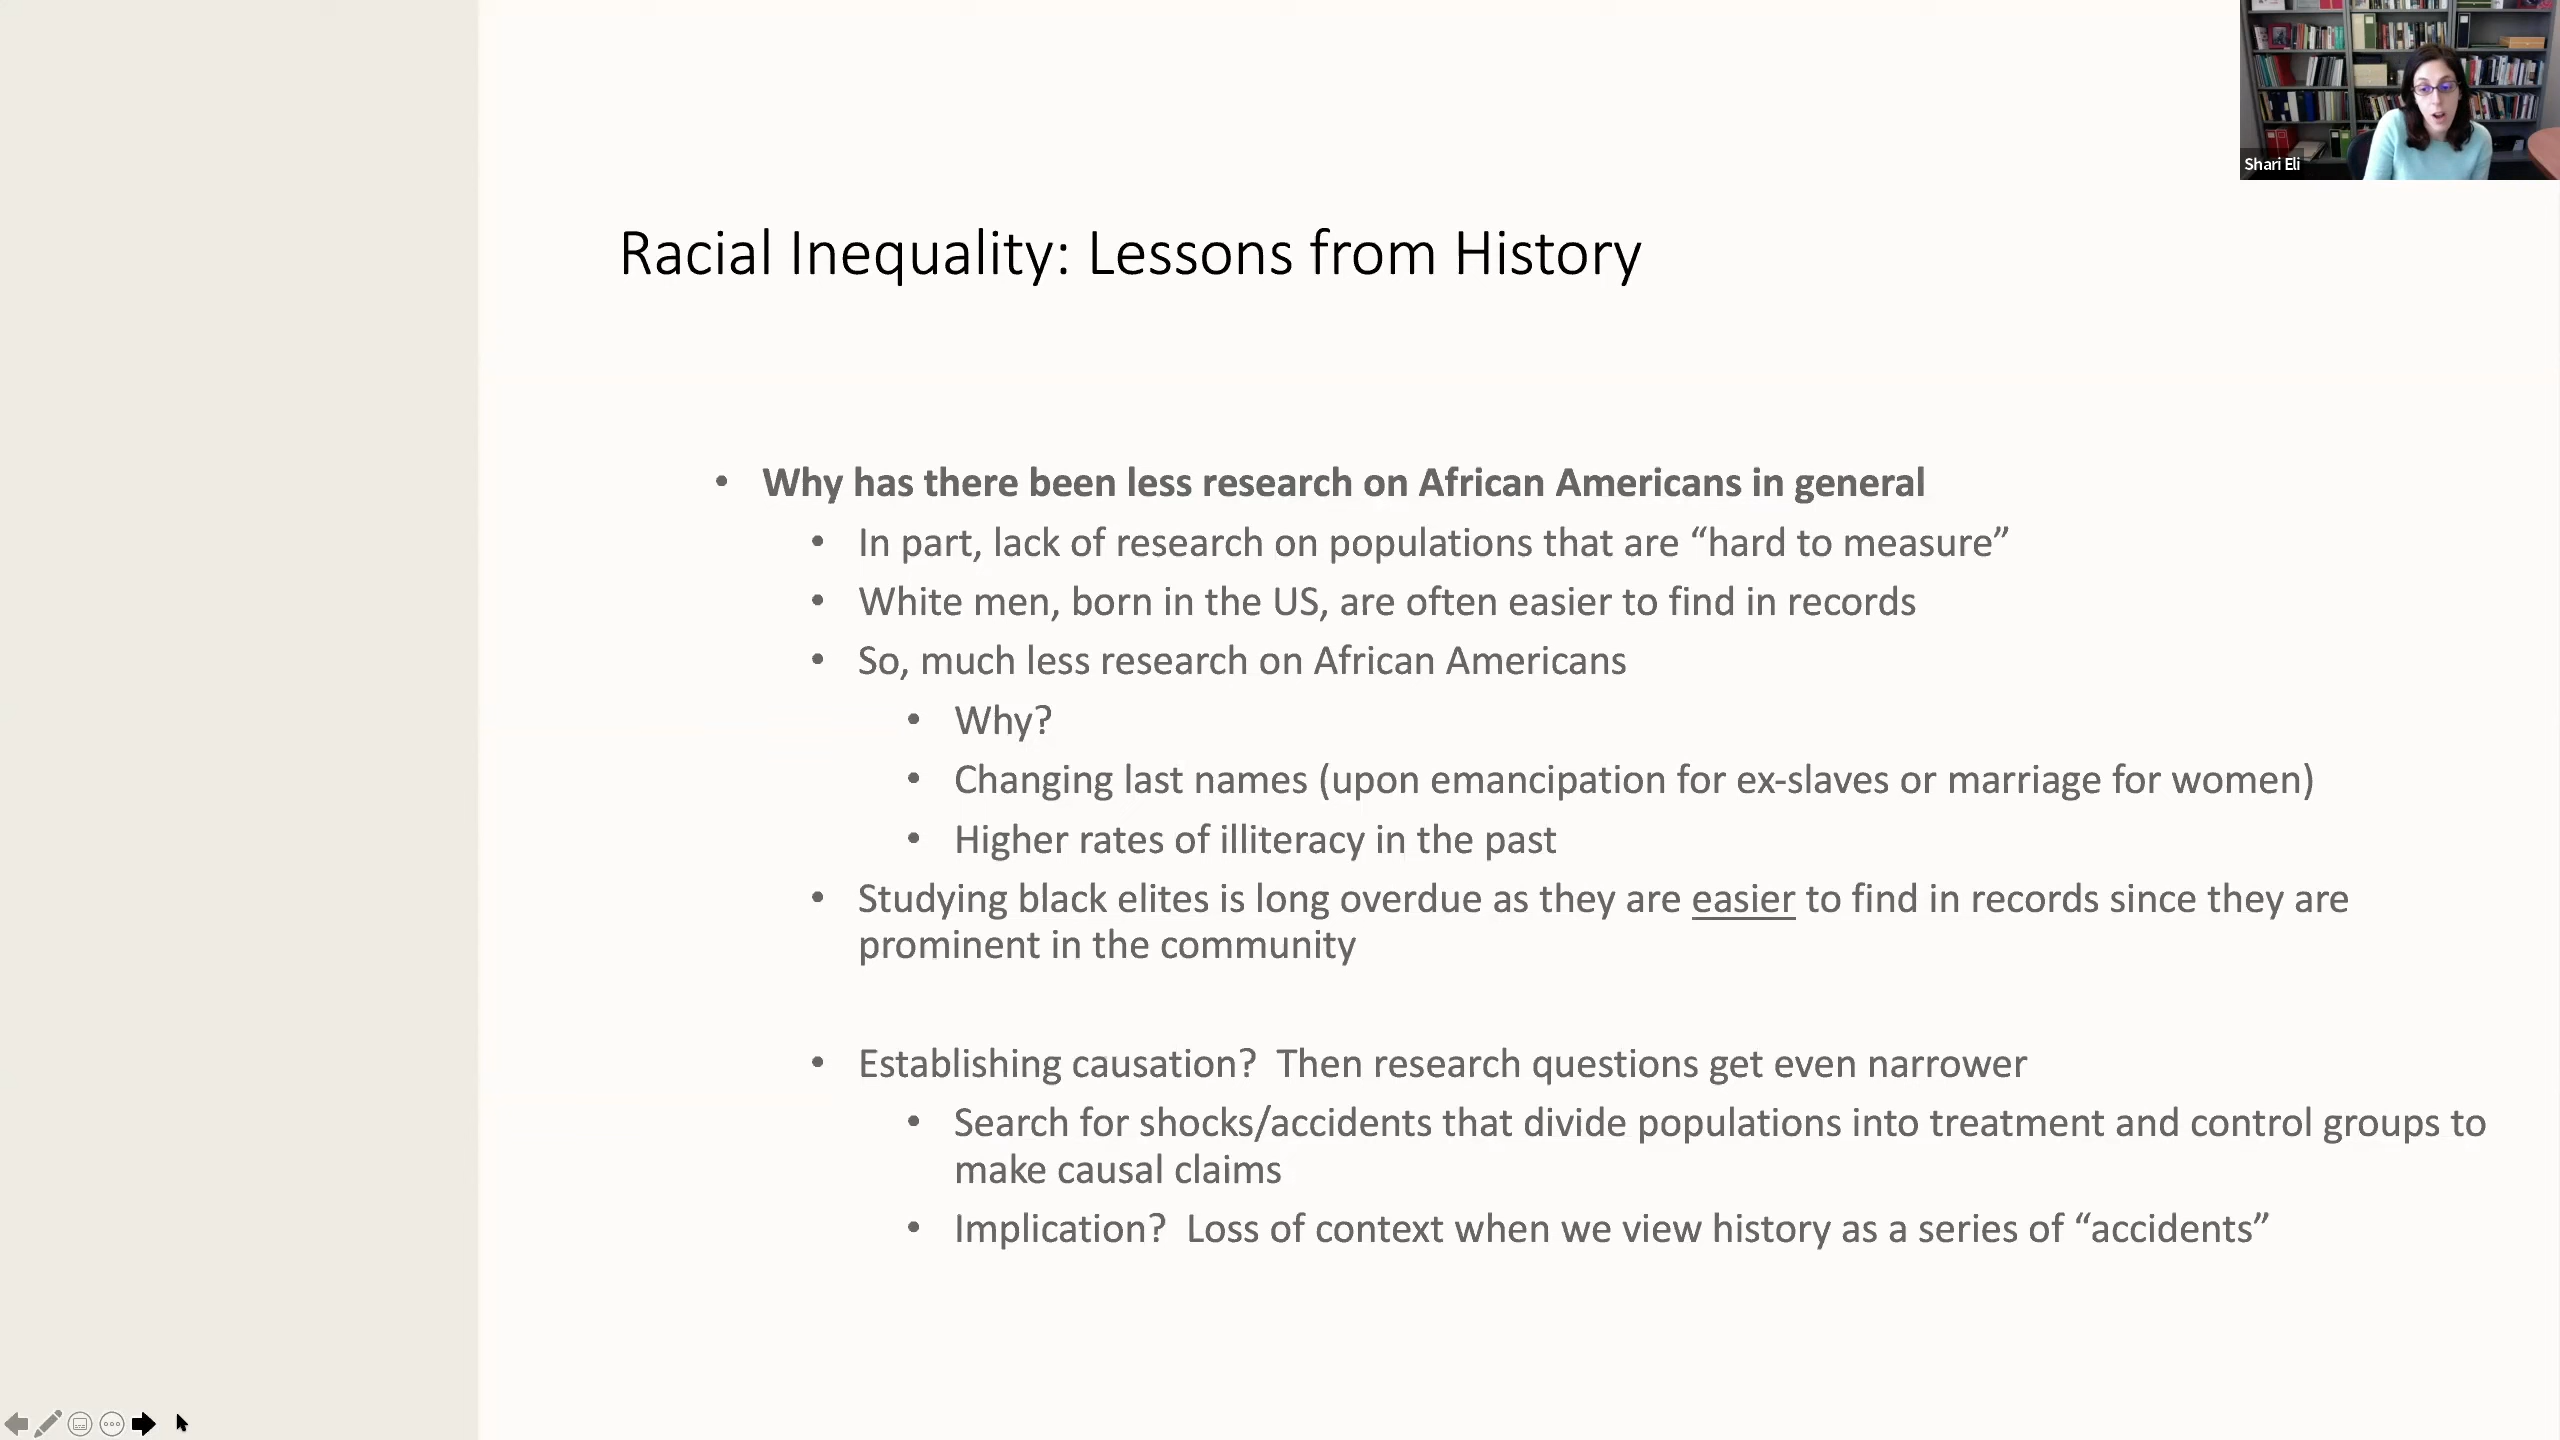 Shari Eli
Racial Inequality: Lessons from History
• Why has there been less research on African Americans in general
• In part, lack of research on populations that are “hard to measure”
• White men, born in the US, are often easier to find in records
• So, much less research on African Americans
• Why?
• Changing last names (upon emancipation for ex-slaves or marriage for women)
• Higher rates of illiteracy in the past
• Studying black elites is long overdue as they are easier to find in records since they are
prominent in the community
• Establishing causation?  Then research questions get even narrower
• Search for shocks/accidents that divide populations into treatment and control groups to
make causal claims
• Implication?  Loss of context when we view history as a series of “accidents”